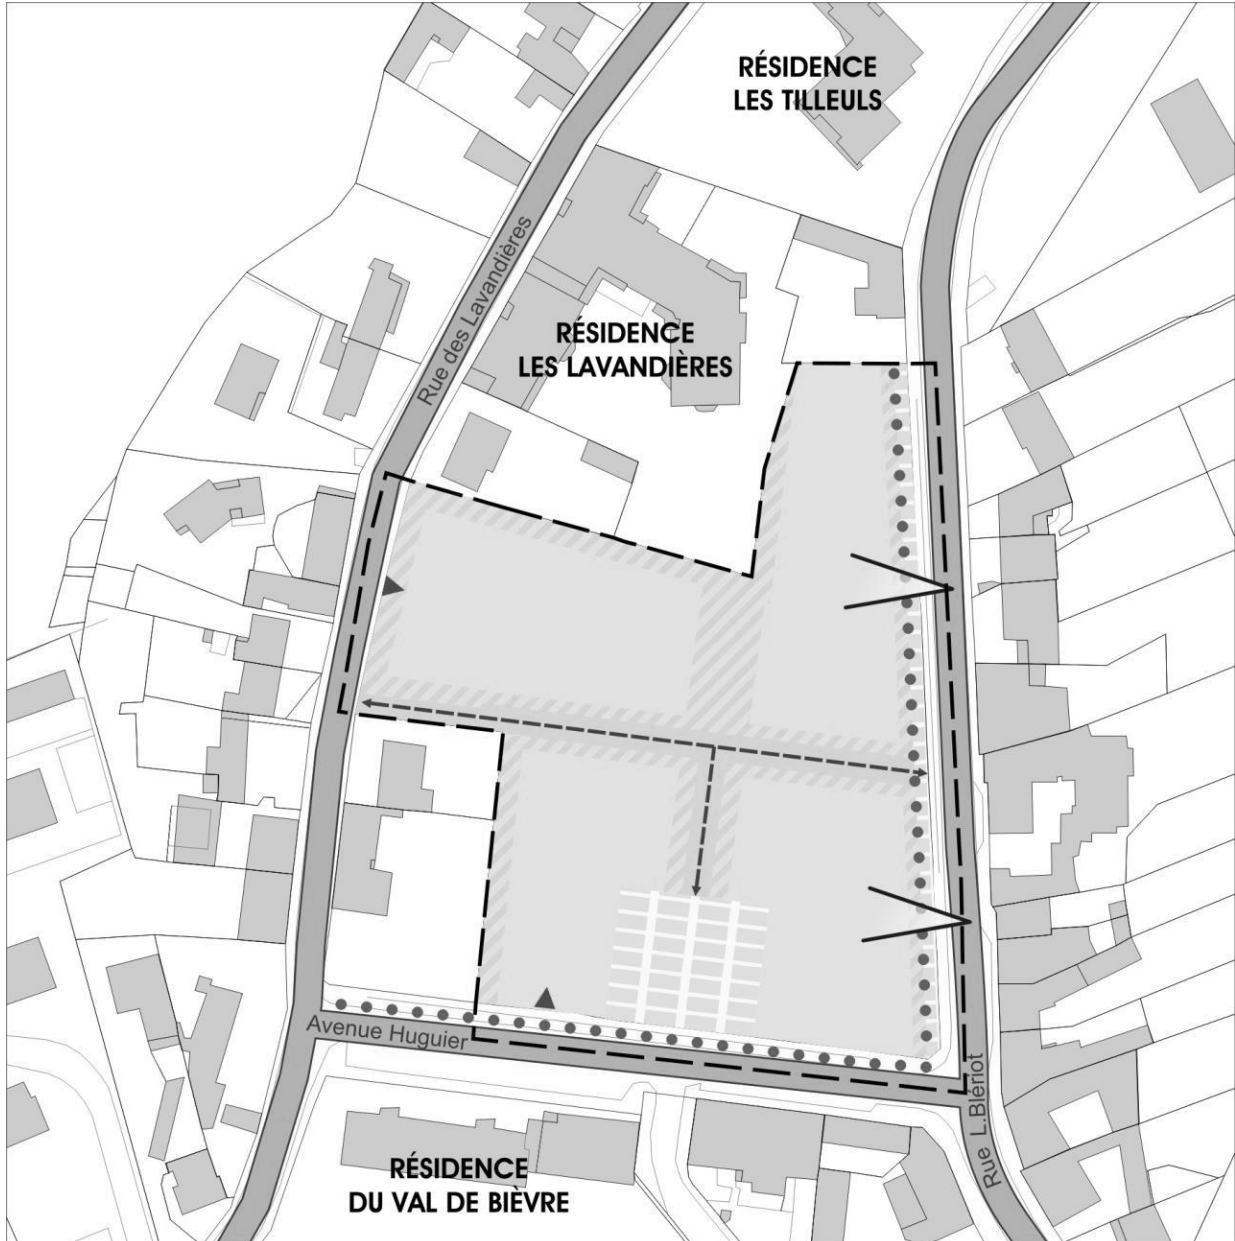 RÉSIDENCE
LES TILLEULS
Rue des Lavandières
RÉSIDENCE
LES LAVANDIÈRES
Avenue Huguier
Rue L.Blériot
RÉSIDENCE
DU VAL DE BIÈVRE